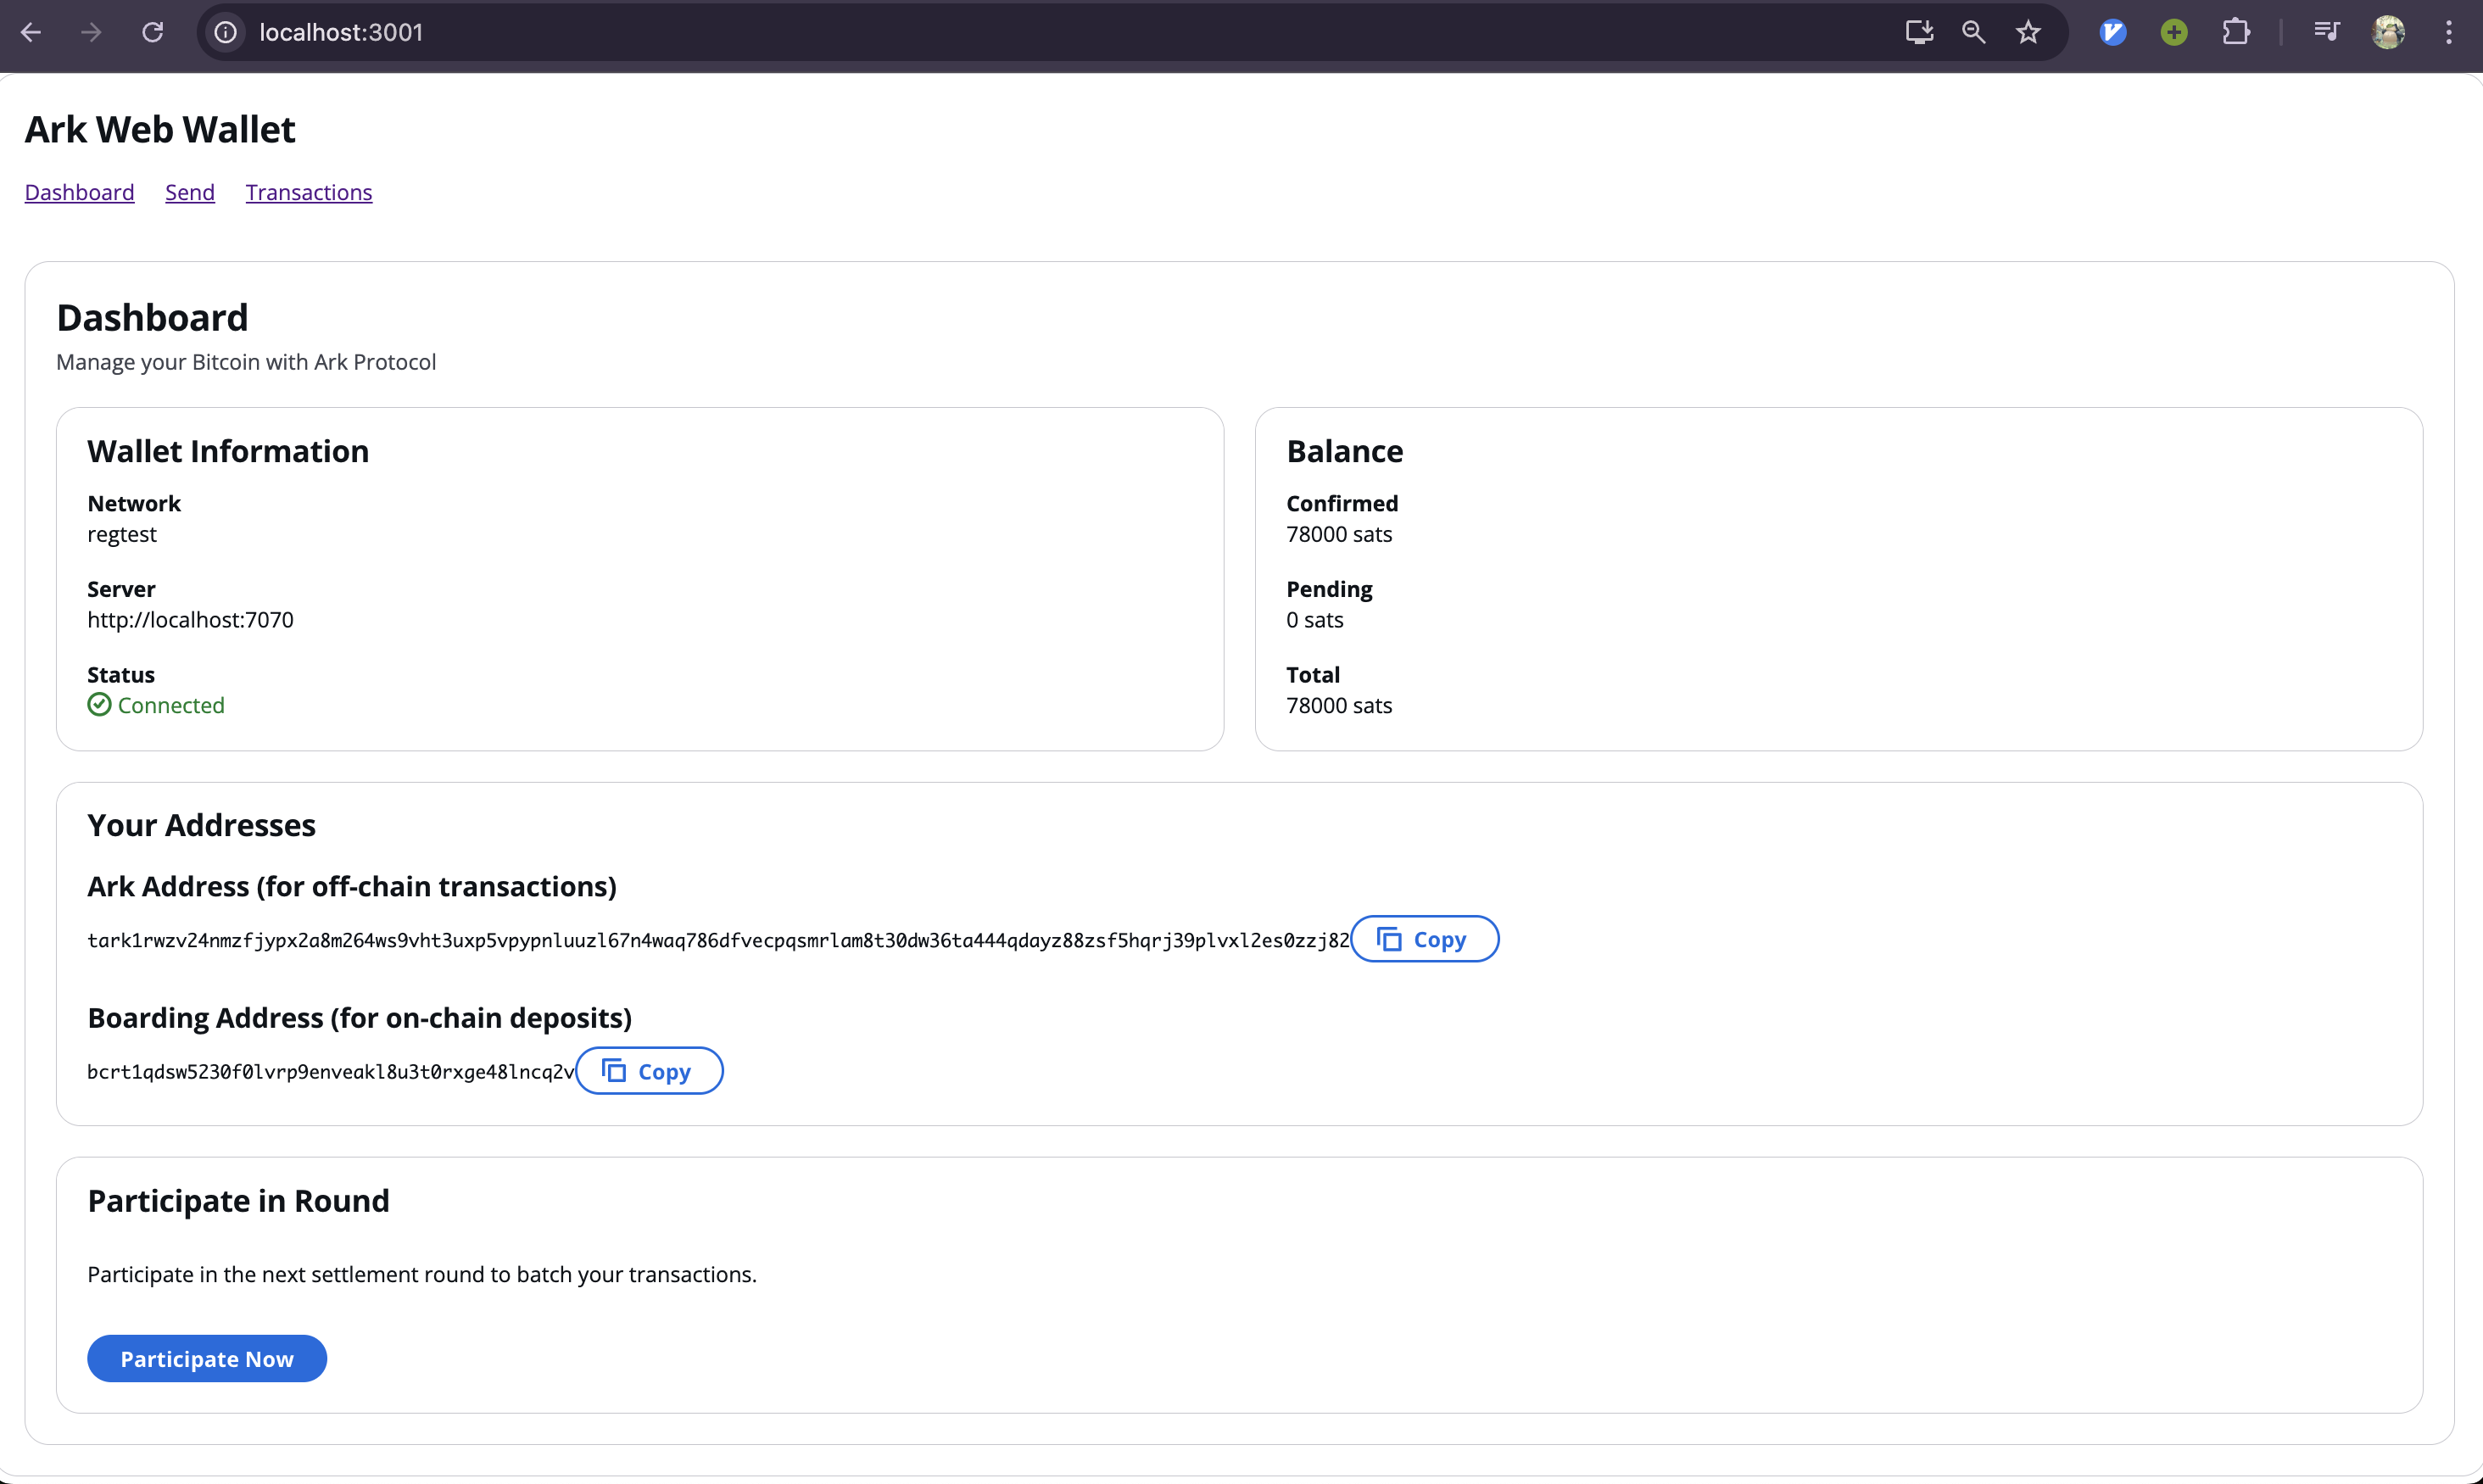 localhost:3001
Ark Web Wallet
Dashboard Send Transactions
Dashboard
Manage your Bitcoin with Ark Protocol
Wallet Information
Network
regtest
Server
http://localhost:7070
Status
Connected
Balance
Confirmed
78000 sats
Pending
0 sats
Total
78000 sats
Your Addresses
Ark Address (for off-chain transactions)
tark1rwzv24nmzfjypx2a8m264ws9vht3uxp5vpypnluuzl67n4waq786dfvecpqsmrlam8t30dw36ta444qdayz88zsf5hqrj39plvxl2es0zzj82 Copy
Boarding Address (for on-chain deposits)
bcrt1qdsw5230f0lvrp9enveakl8u3t0rxge48lncq2v Copy
Participate in Round
Participate in the next settlement round to batch your transactions.
Participate Now